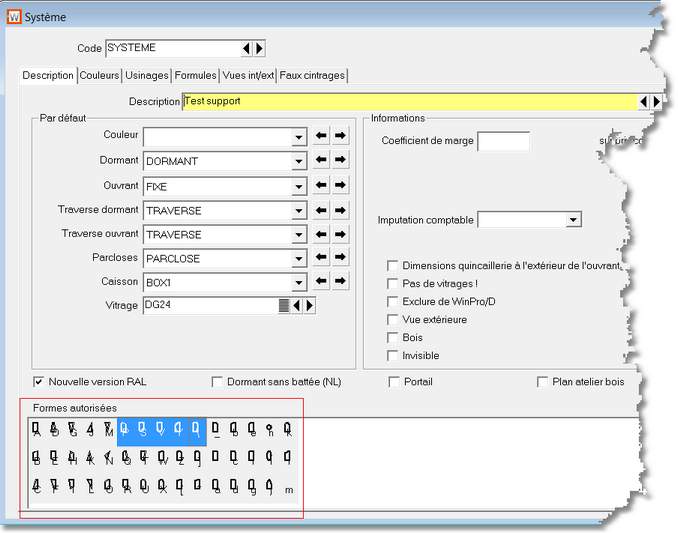 Système
Code SYSTEME
Description Couleurs Usinages Formules Vues int/ext Faux cintrages
Description Test support
Par défaut
Couleur
Dormant DORMANT
Ouvrant FIXE
Traverse dormant TRAVERSE
Traverse ouvrant TRAVERSE
Parcloses PARCLOSE
Caisson BOX1
Vitrage DG24
Informations
Coefficient de marge
Imputation comptable
Dimensions quincaillerie à l'extérieur de l'ouvrant
Pas de vitrages !
Exclure de WinPro/D
Vue extérieure
Bois
Invisible
Nouvelle version RAL Dormant sans battée (NL) Portail Plan atelier bois
Formes autorisées